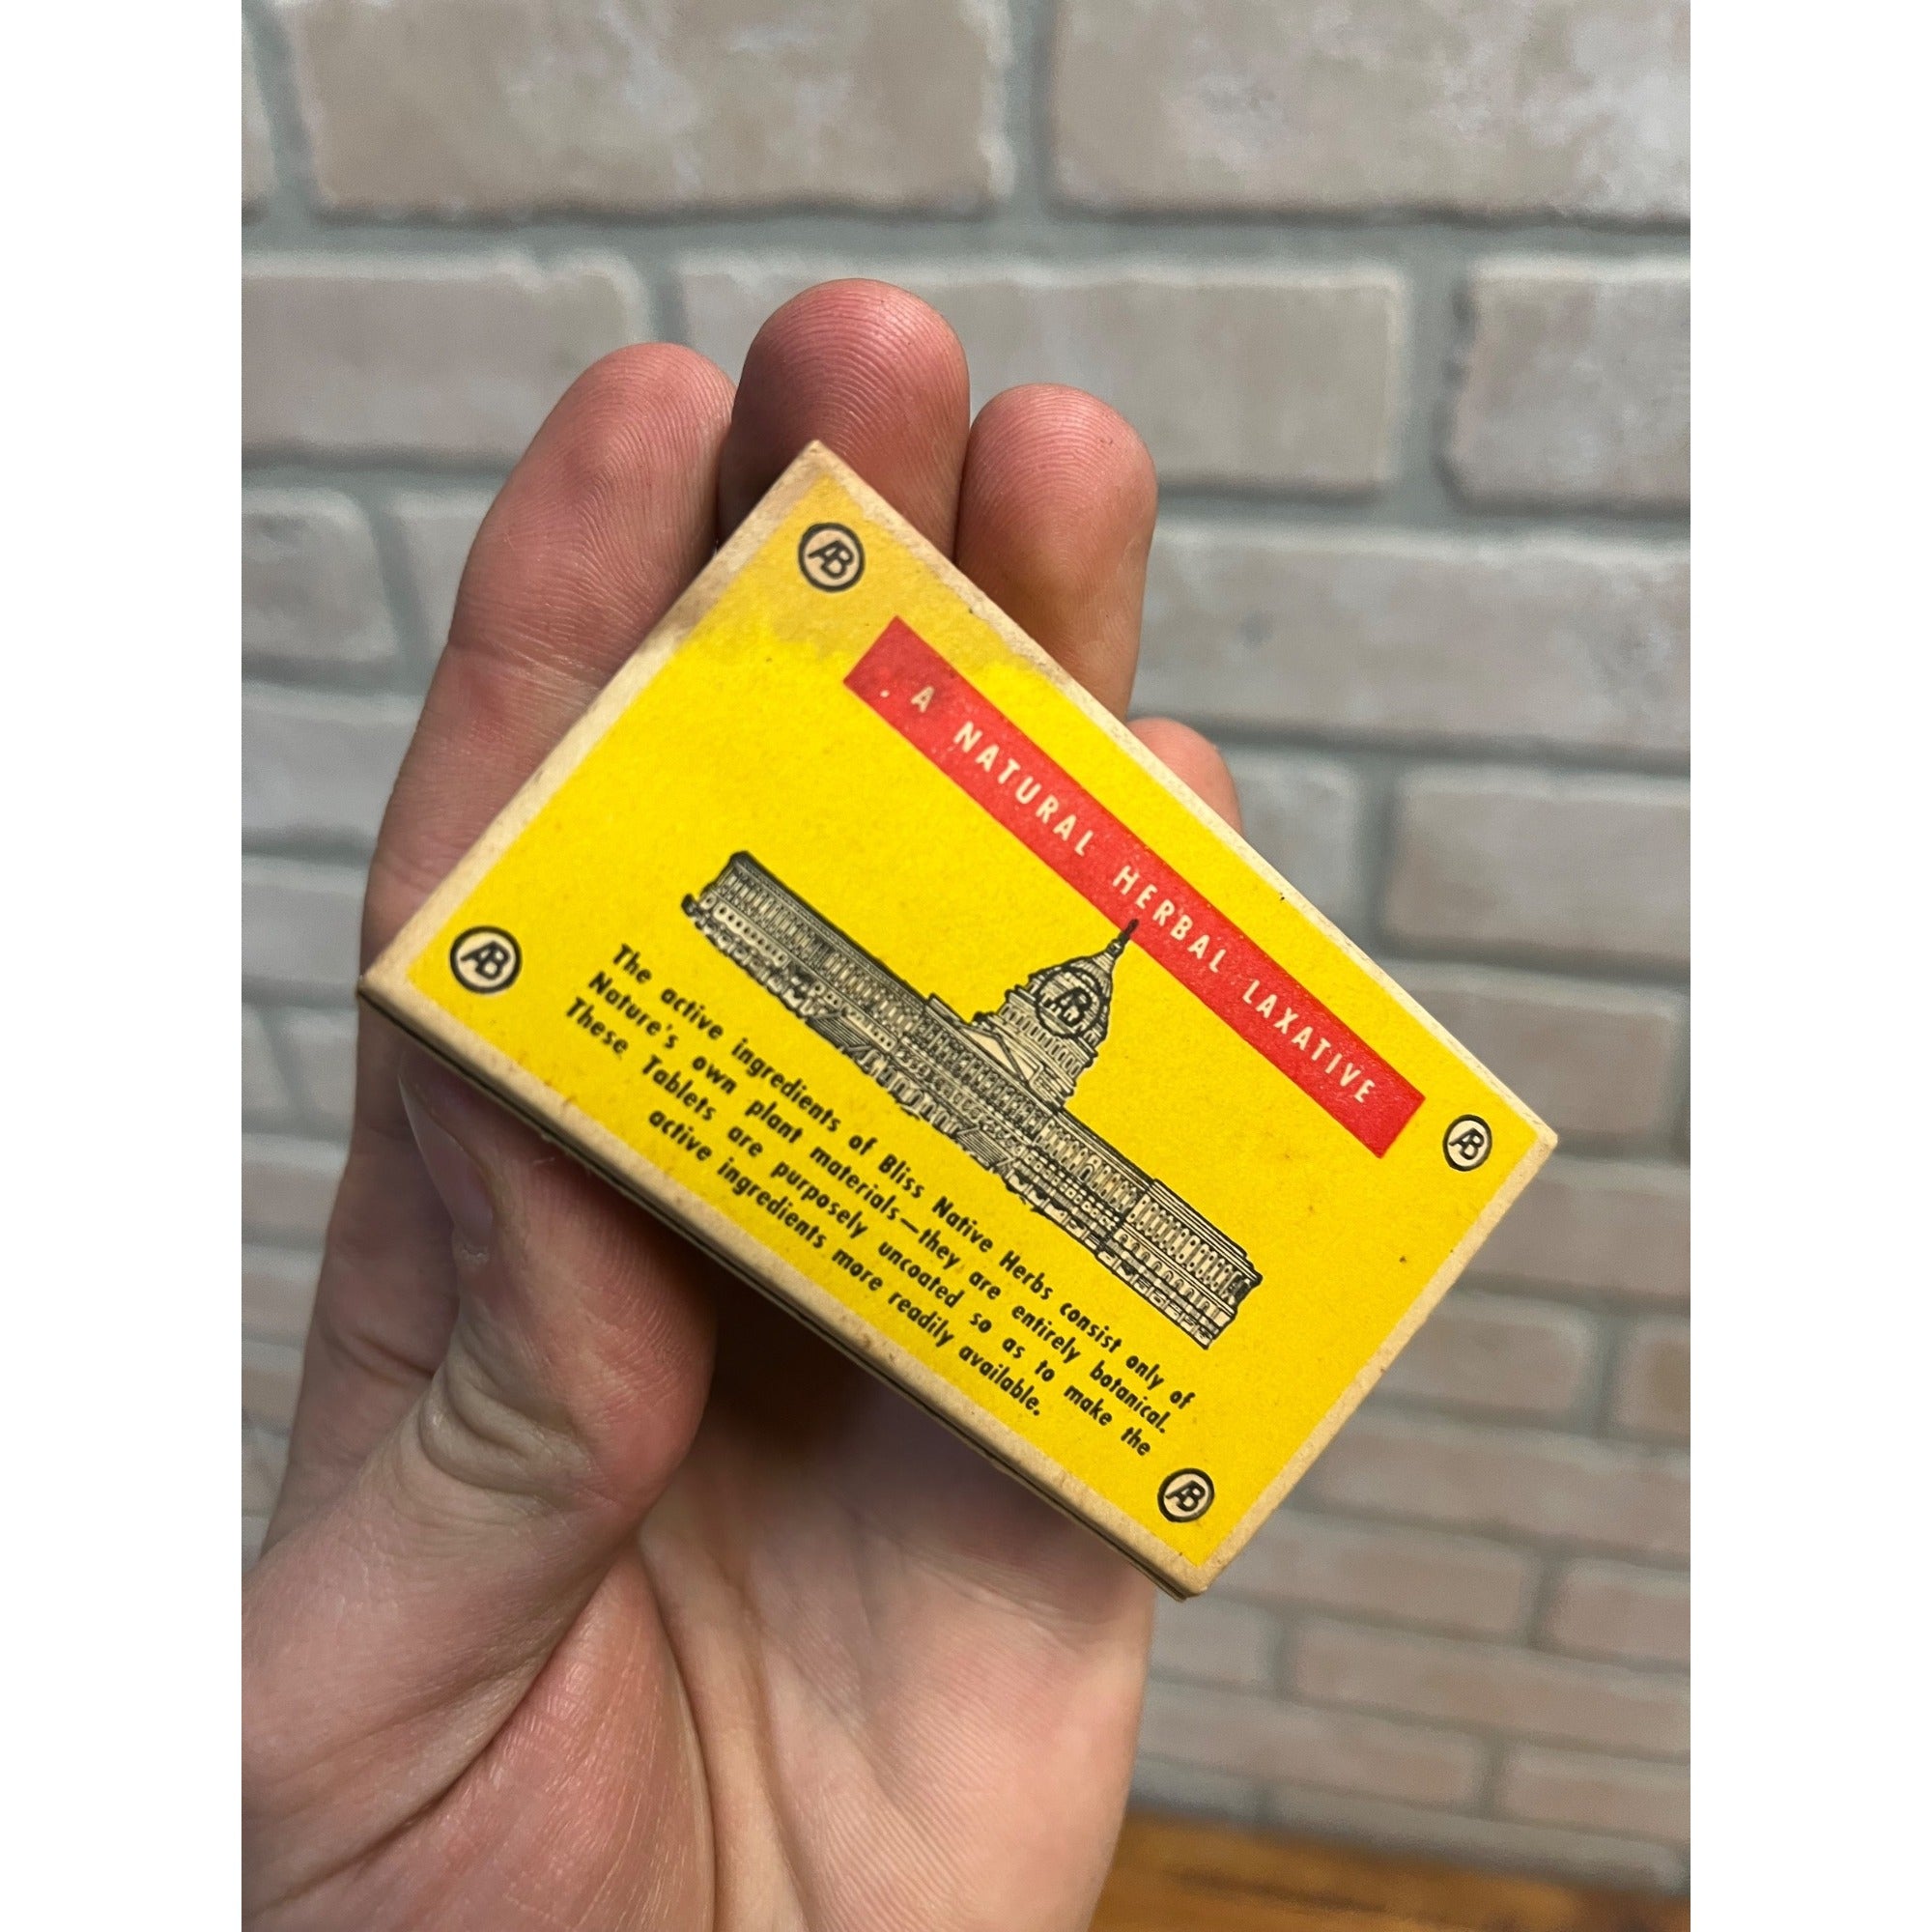 AB
A NATURAL HERBAL LAXATIVE
AB
AB
The active ingredients of Bliss Native Herbs consist only of
Nature's own plant materials—they are entirely botanical.
These Tablets are purposely uncoated so as to make the
active ingredients more readily available.
AB
AB